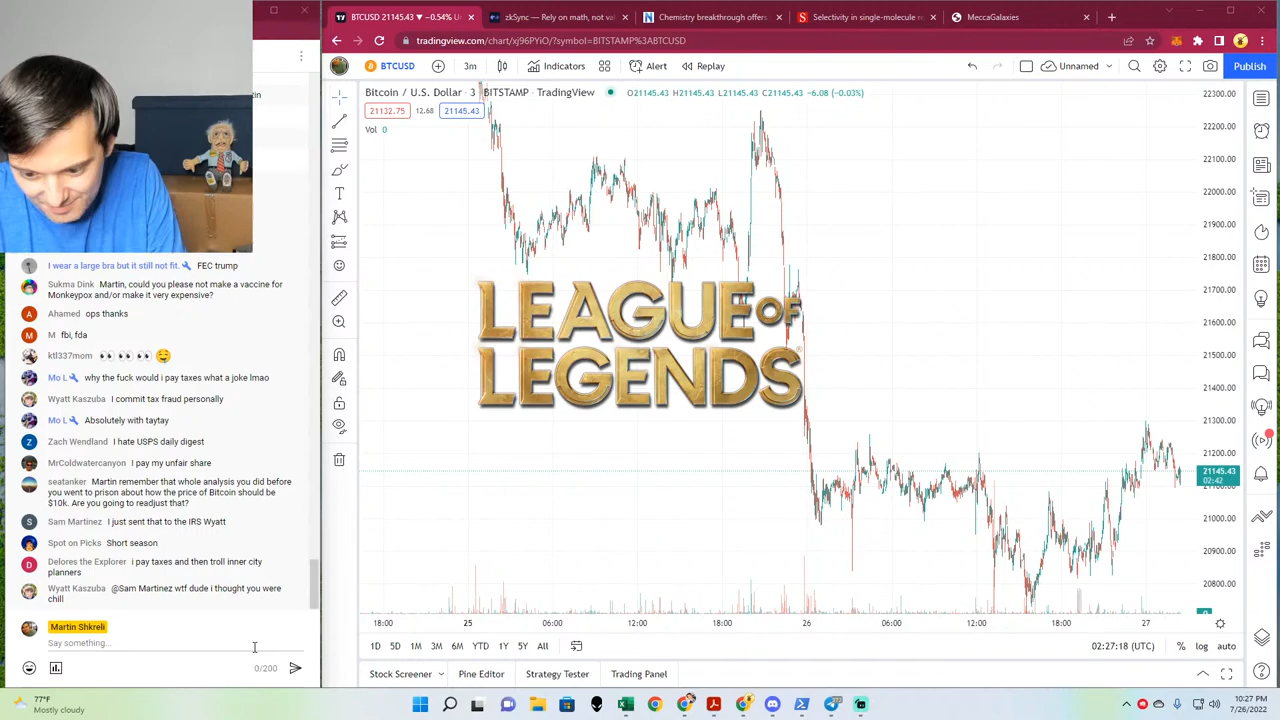 BTCUSD 21145.43 ▼ −0.54% U
zkSync — Rely on math, not val
Chemistry breakthrough offers
Selectivity in single-molecule re
MeccaGalaxies
tradingview.com/chart/xj96PYiO/?symbol=BITSTAMP%3ABTCUSD
BTCUSD
3m
Indicators
Alert
Replay
Unnamed
Publish
Bitcoin / U.S. Dollar · 3 · BITSTAMP · TradingView
O21145.43 H21145.43 L21145.43 C21145.43 −6.08 (−0.03%)
21132.75
12.68
21145.43
Vol 0
LEAGUE OF
LEGENDS
22300.00
22200.00
22100.00
22000.00
21900.00
21800.00
21700.00
21600.00
21500.00
21400.00
21300.00
21200.00
21145.43
02:42
21100.00
21000.00
20900.00
20800.00
0
18:00
25
06:00
12:00
18:00
26
06:00
12:00
18:00
27
1D 5D 1M 3M 6M YTD 1Y 5Y All
02:27:18 (UTC)
%
log
auto
Stock Screener
Pine Editor
Strategy Tester
Trading Panel
I wear a large bra but it still not fit. FEC trump
Sukma Dink Martin, could you please not make a vaccine for
Monkeypox and/or make it very expensive?
A
Ahamed ops thanks
M
M fbi, fda
ktl337mom 👀 👀 👀 🤤
Mo L why the fuck would i pay taxes what a joke lmao
Wyatt Kaszuba I commit tax fraud personally
Mo L Absolutely with taytay
Z
Zach Wendland I hate USPS daily digest
MrColdwatercanyon I pay my unfair share
seatanker Martin remember that whole analysis you did before
you went to prison about how the price of Bitcoin should be
$10k. Are you going to readjust that?
S
Sam Martinez I just sent that to the IRS Wyatt
Spot on Picks Short season
D
Delores the Explorer i pay taxes and then troll inner city
planners
Wyatt Kaszuba @Sam Martinez wtf dude i thought you were
chill
Martin Shkreli
Say something...
0/200
77°F
Mostly cloudy
10:27 PM
7/26/2022